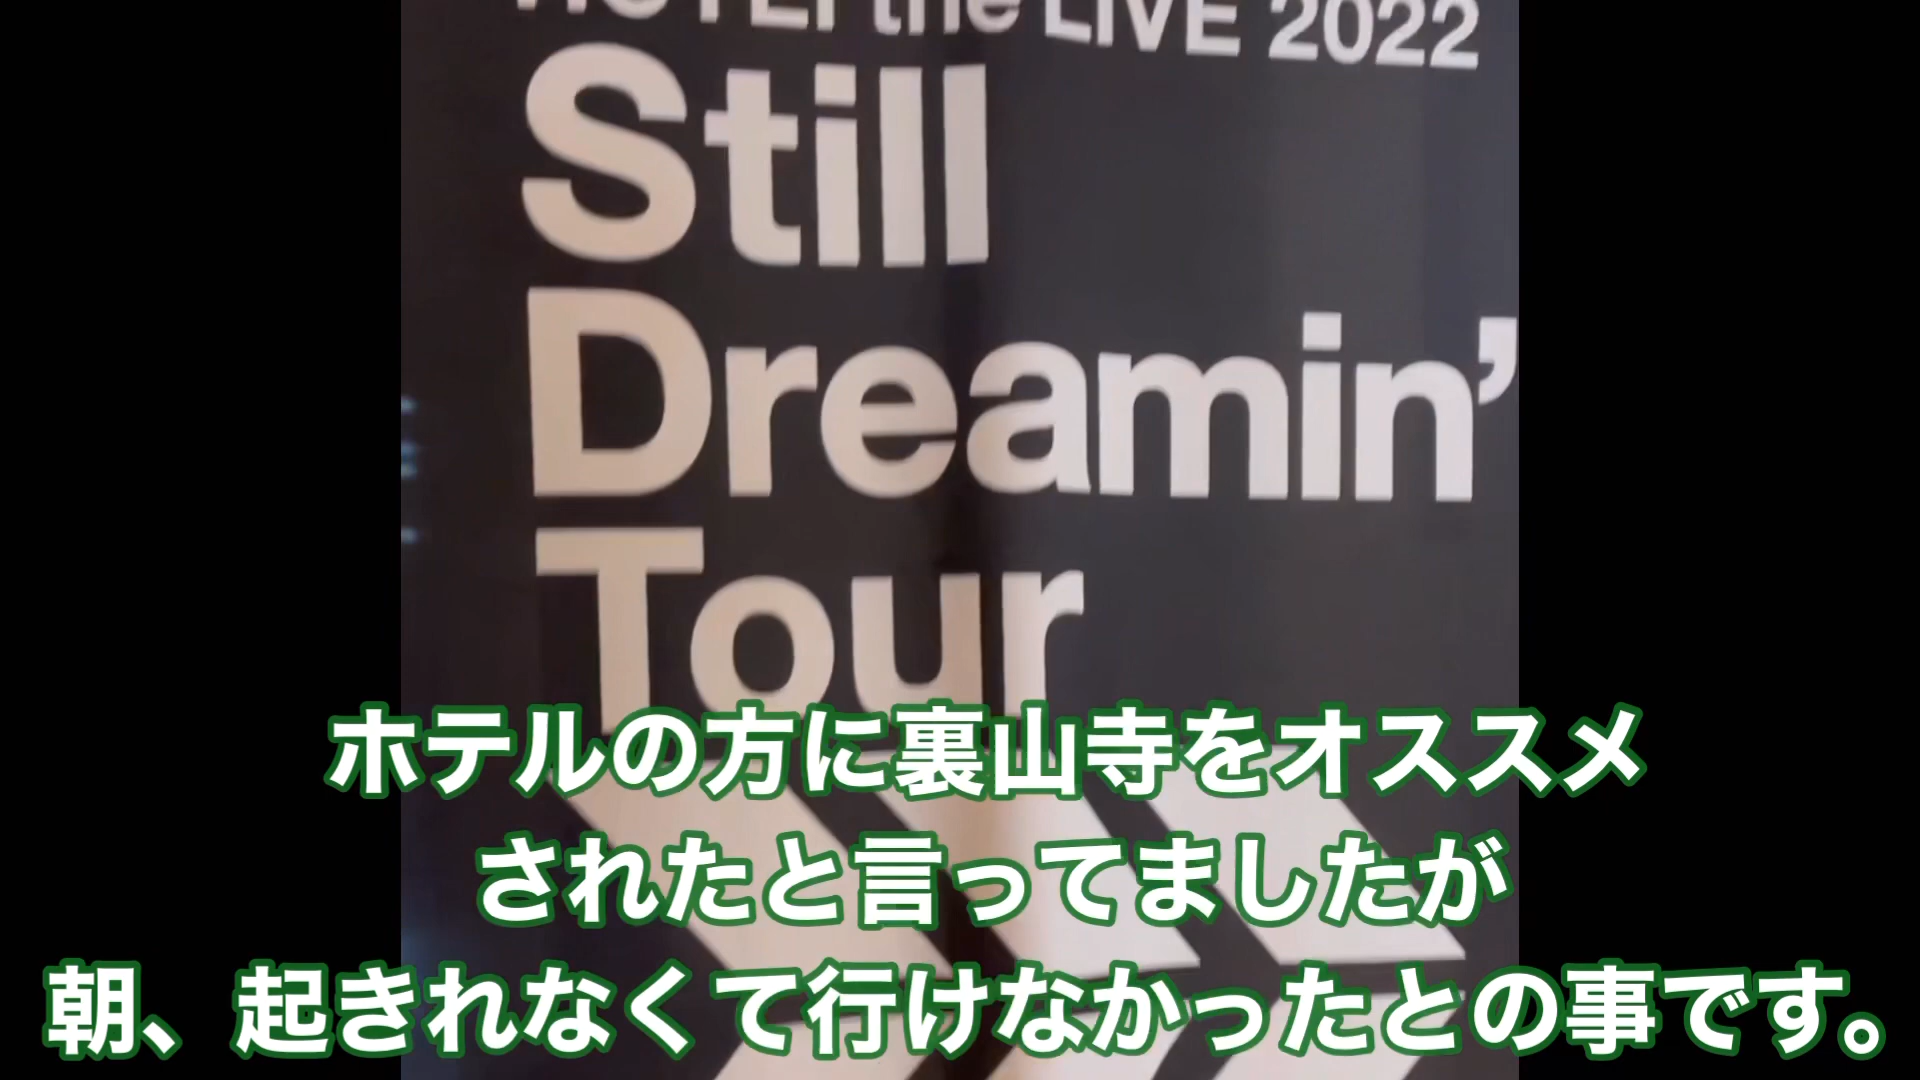 HOTEI the LIVE 2022
Still
Dreamin’
Tour
ホテルの方に裏山寺をオススメ
されたと言ってましたが
朝、起きれなくて行けなかったとの事です。